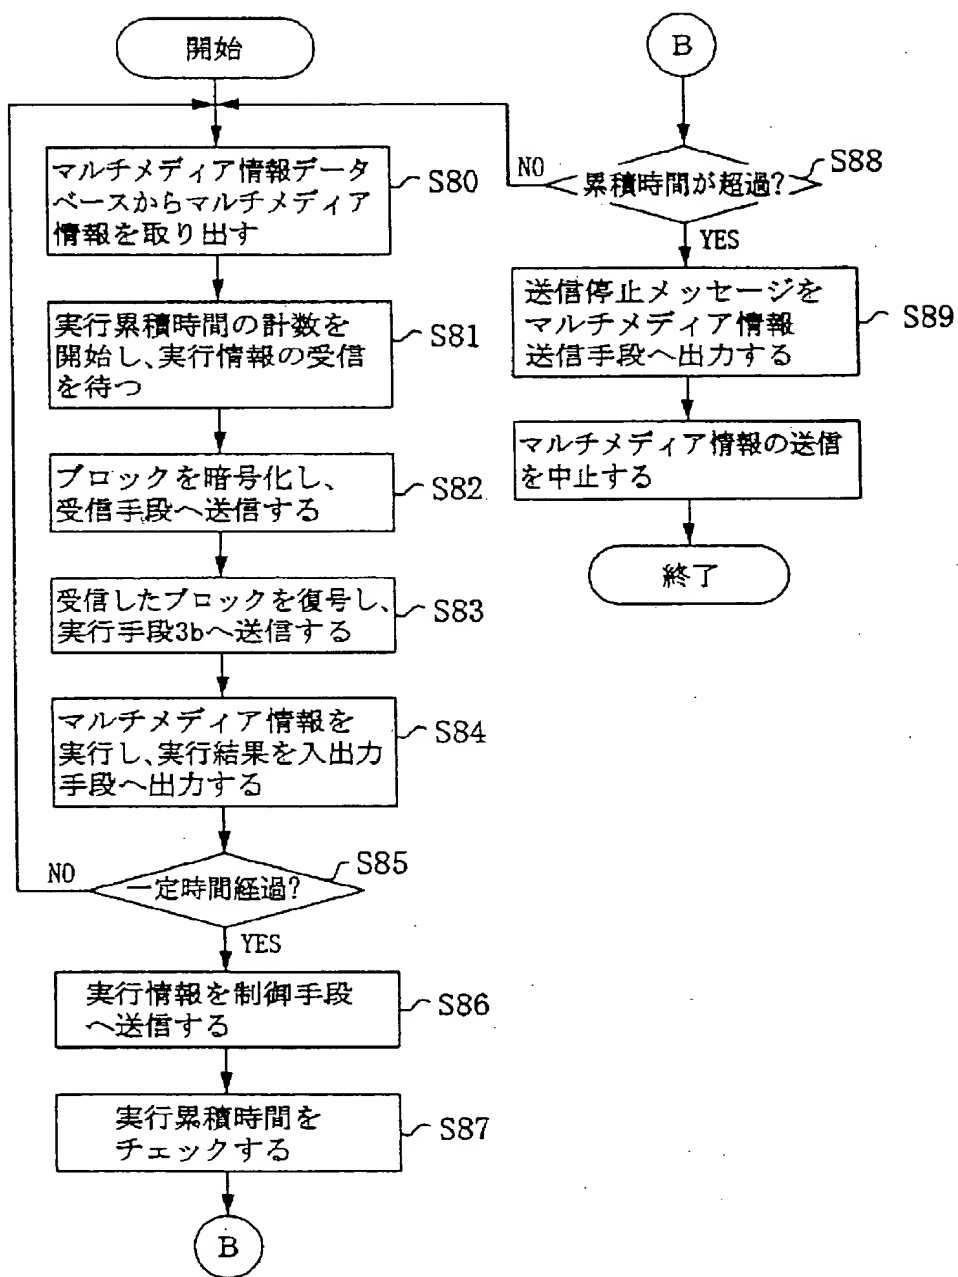 開始
マルチメディア情報データ
ベースからマルチメディア
情報を取り出す
S80
実行累積時間の計数を
開始し、実行情報の受信
を待つ
S81
ブロックを暗号化し、
受信手段へ送信する
S82
受信したブロックを復号し、
実行手段3bへ送信する
S83
マルチメディア情報を
実行し、実行結果を入出力
手段へ出力する
S84
一定時間経過?
S85
NO
YES
実行情報を制御手段
へ送信する
S86
実行累積時間を
チェックする
S87
B
B
累積時間が超過?
S88
NO
YES
送信停止メッセージを
マルチメディア情報
送信手段へ出力する
S89
マルチメディア情報の送信
を中止する
終了